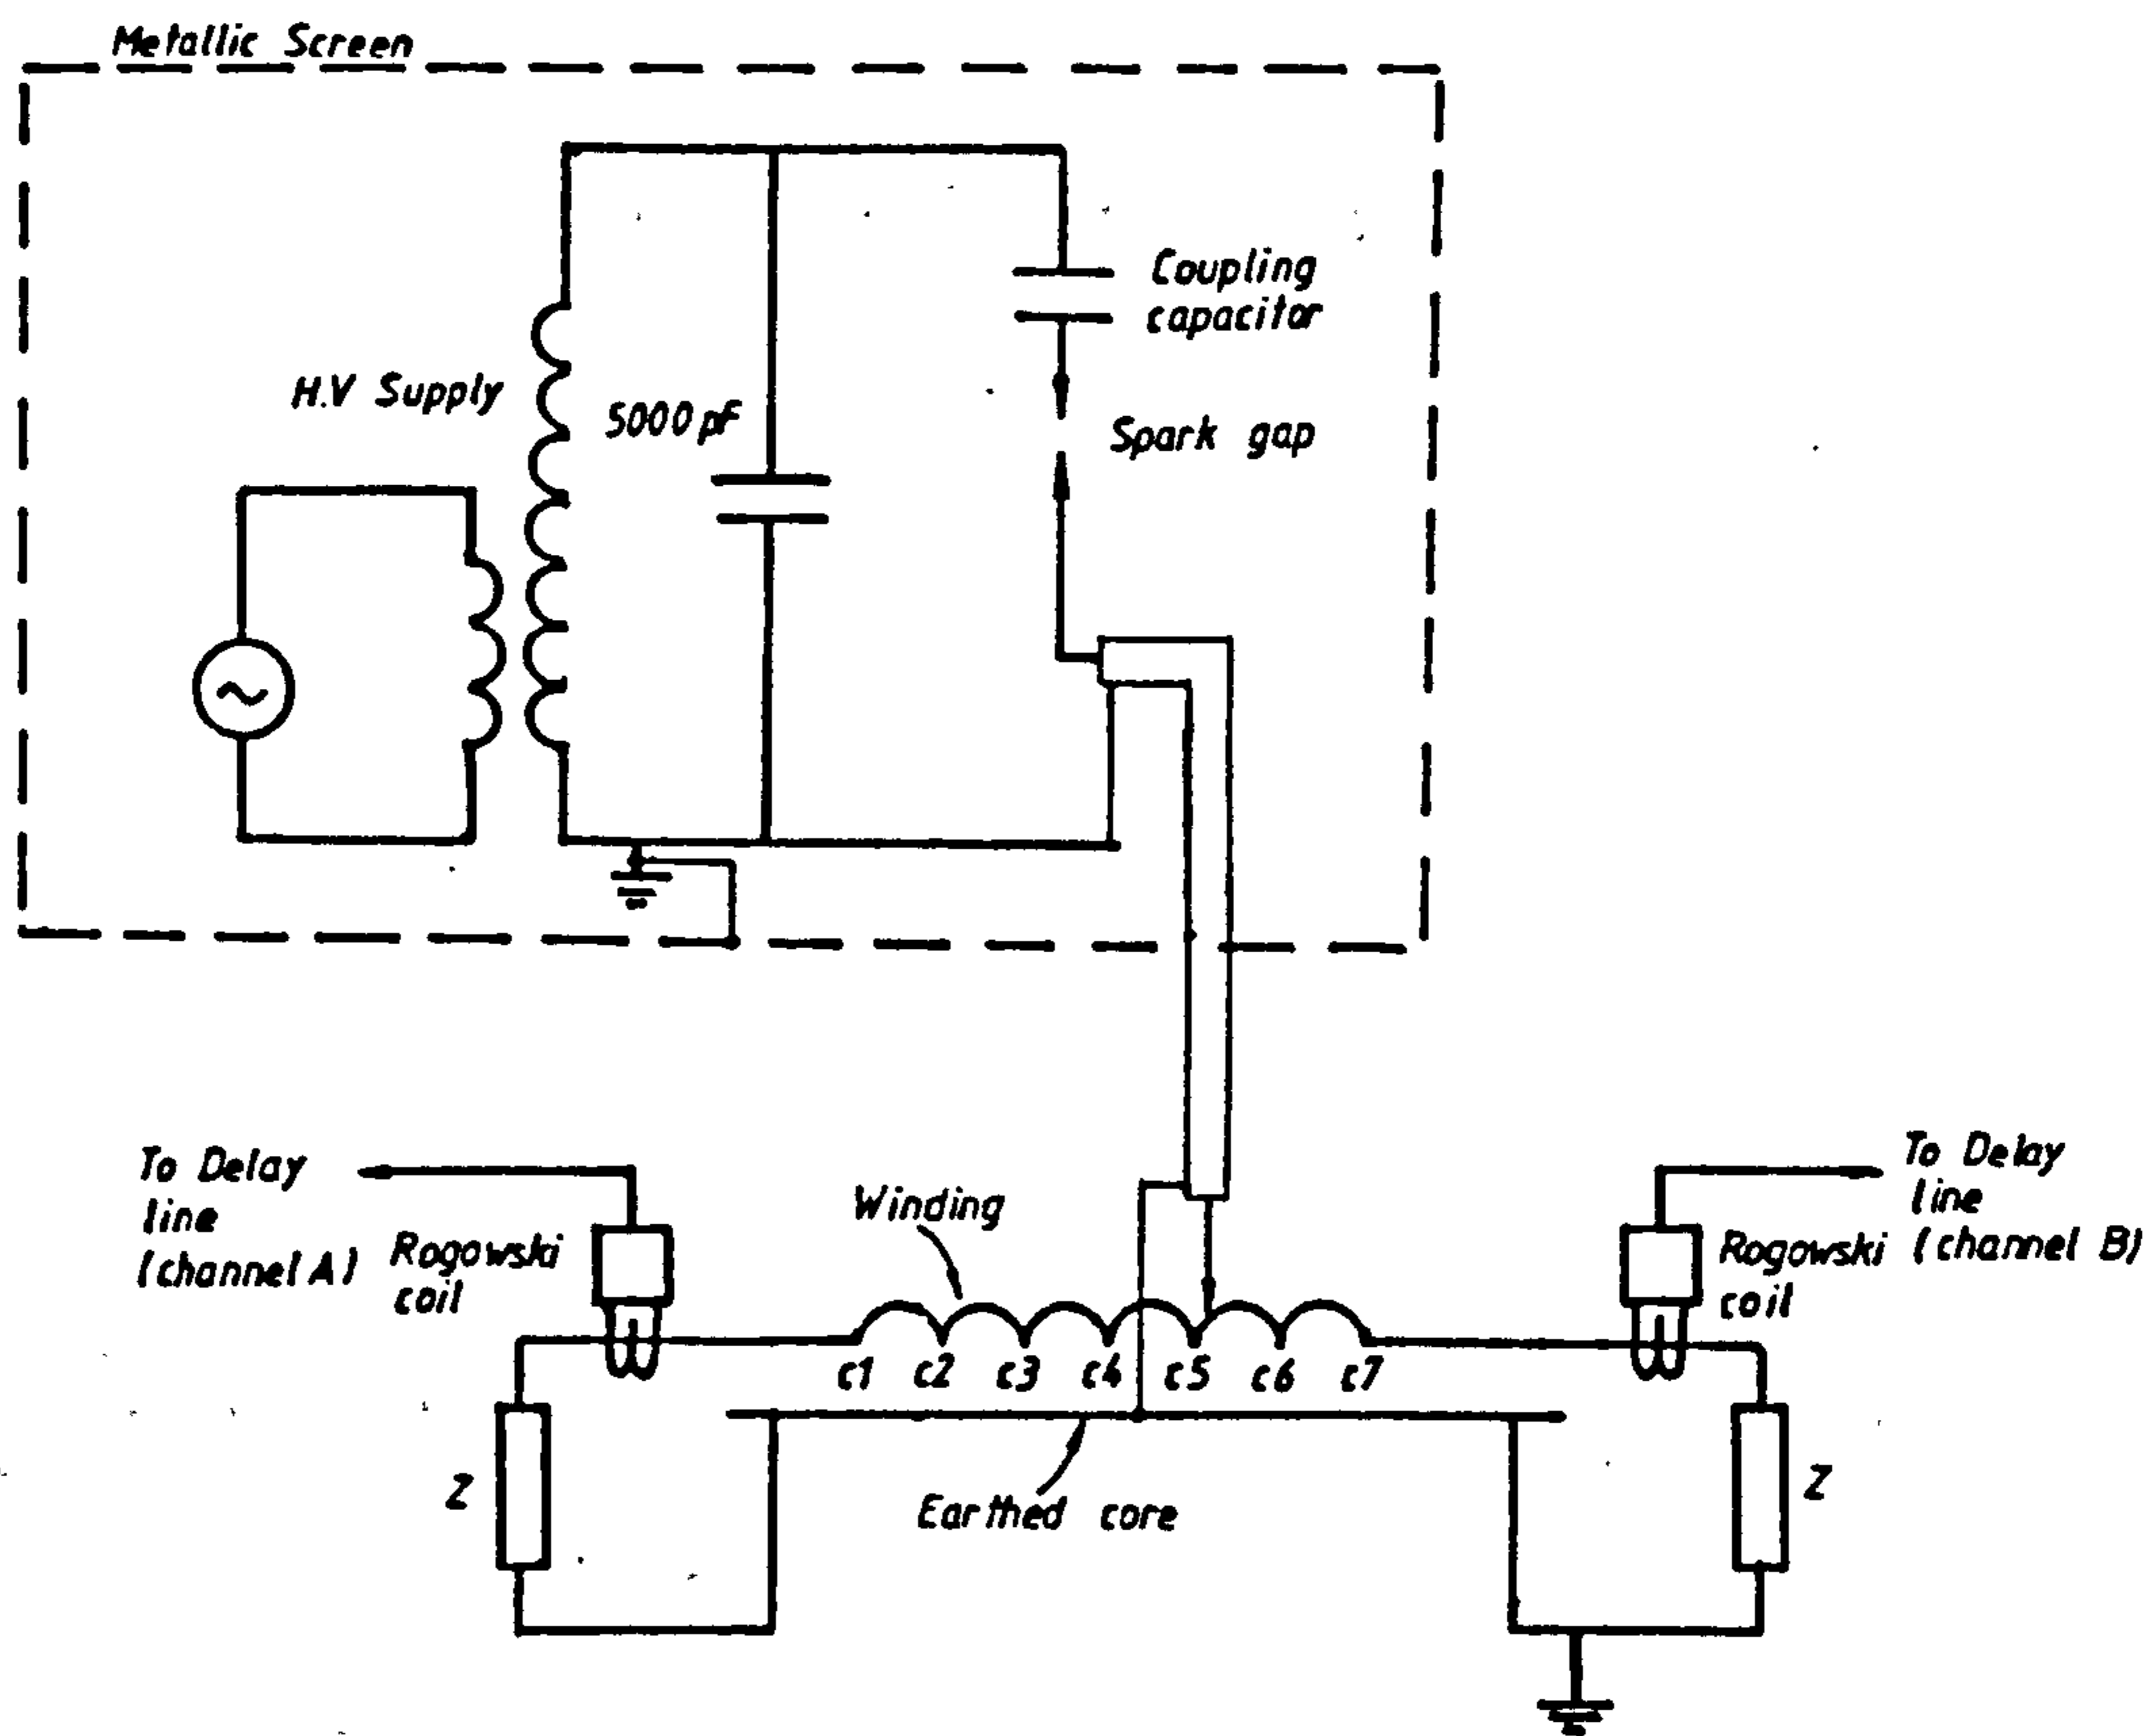 Metallic Screen
Coupling
capacitor
H.V Supply
5000 pf
Spark gap
To Delay
line
(channel A)
Rogowski
coil
Winding
To Delay
line
(channel B)
Rogowski
coil
c1 c2 c3 c4 c5 c6 c7
Z
Earthed core
Z